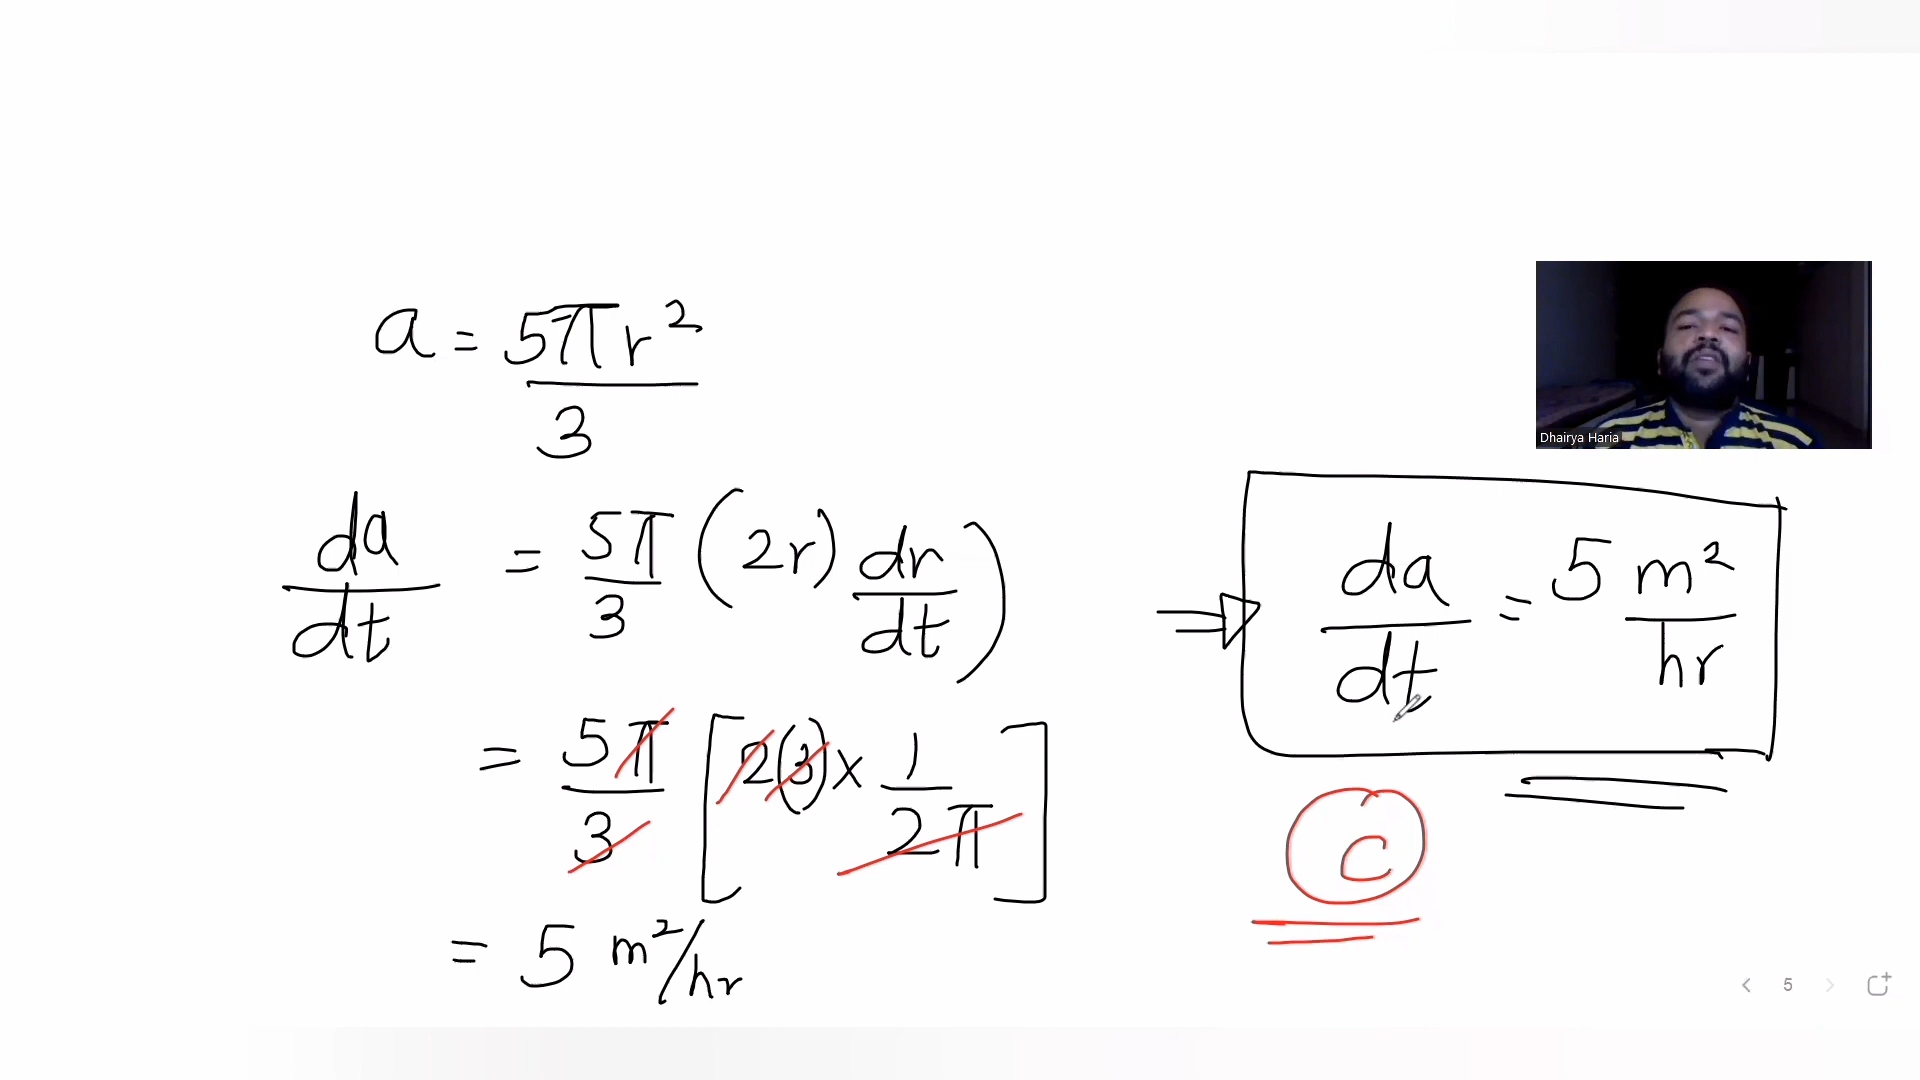 a = 5πr² / 3
da/dt = 5π/3 (2r) dr/dt)
= 5π/3 [2(3) × 1/2π]
= 5 m²/hr
⇒ da/dt = 5 m²/hr
C
Dhairya Haria
< 5 >